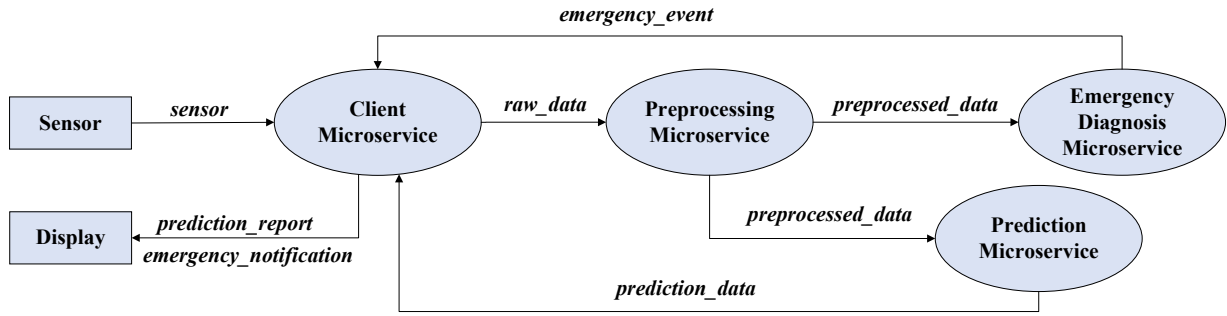 emergency_event
Sensor
sensor
Client
Microservice
raw_data
Preprocessing
Microservice
preprocessed_data
Emergency
Diagnosis
Microservice
Display
prediction_report
emergency_notification
preprocessed_data
Prediction
Microservice
prediction_data